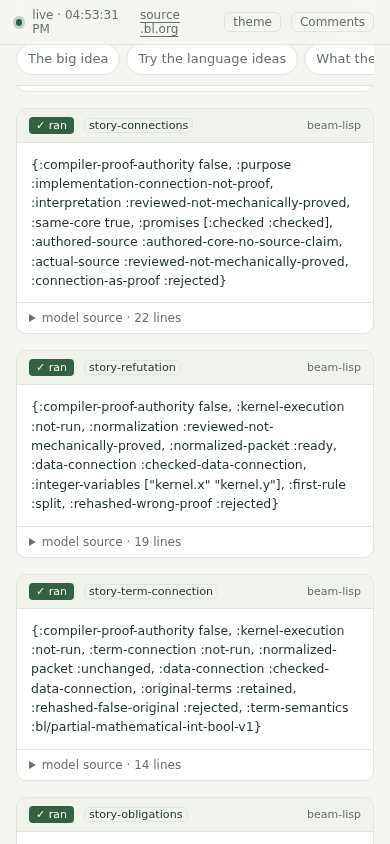 live · 04:53:31 PM
source .bl.org
theme
Comments
The big idea
Try the language ideas
What the
✓ ran
story-connections
beam-lisp
{:compiler-proof-authority false, :purpose
:implementation-connection-not-proof,
:interpretation :reviewed-not-mechanically-proved,
:same-core true, :promises [:checked :checked],
:authored-source :authored-core-no-source-claim,
:actual-source :reviewed-not-mechanically-proved,
:connection-as-proof :rejected}
▶ model source · 22 lines
✓ ran
story-refutation
beam-lisp
{:compiler-proof-authority false, :kernel-execution
:not-run, :normalization :reviewed-not-
mechanically-proved, :normalized-packet :ready,
:data-connection :checked-data-connection,
:integer-variables ["kernel.x" "kernel.y"], :first-rule
:split, :rehashed-wrong-proof :rejected}
▶ model source · 19 lines
✓ ran
story-term-connection
beam-lisp
{:compiler-proof-authority false, :kernel-execution
:not-run, :term-connection :not-run, :normalized-
packet :unchanged, :data-connection :checked-
data-connection, :original-terms :retained,
:rehashed-false-original :rejected, :term-semantics
:bl/partial-mathematical-int-bool-v1}
▶ model source · 14 lines
✓ ran
story-obligations
beam-lisp